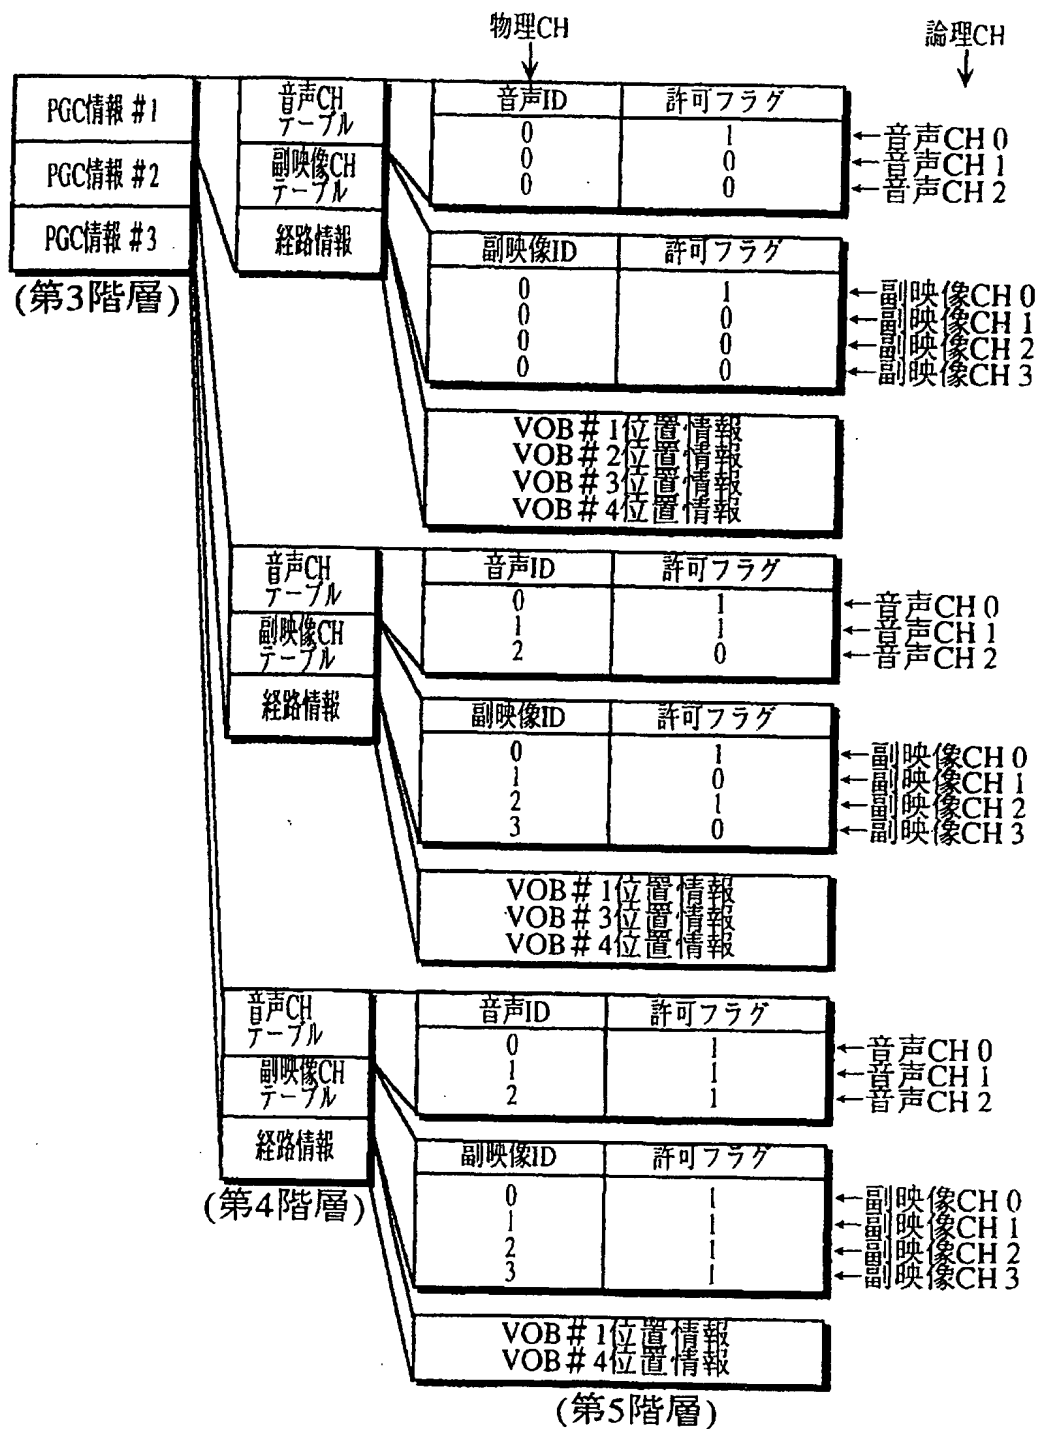 物理CH
論理CH
PGC情報 #1
PGC情報 #2
PGC情報 #3
(第3階層)
音声CH
テーブル
副映像CH
テーブル
経路情報
音声ID 許可フラグ
0 1 ←音声CH 0
0 0 ←音声CH 1
0 0 ←音声CH 2
副映像ID 許可フラグ
0 1 ←副映像CH 0
0 0 ←副映像CH 1
0 0 ←副映像CH 2
0 0 ←副映像CH 3
VOB#1位置情報
VOB#2位置情報
VOB#3位置情報
VOB#4位置情報
音声CH
テーブル
副映像CH
テーブル
経路情報
音声ID 許可フラグ
0 1 ←音声CH 0
1 1 ←音声CH 1
2 0 ←音声CH 2
副映像ID 許可フラグ
0 1 ←副映像CH 0
1 0 ←副映像CH 1
2 1 ←副映像CH 2
3 0 ←副映像CH 3
VOB#1位置情報
VOB#3位置情報
VOB#4位置情報
音声CH
テーブル
副映像CH
テーブル
経路情報
(第4階層)
音声ID 許可フラグ
0 1 ←音声CH 0
1 1 ←音声CH 1
2 1 ←音声CH 2
副映像ID 許可フラグ
0 1 ←副映像CH 0
1 1 ←副映像CH 1
2 1 ←副映像CH 2
3 1 ←副映像CH 3
VOB#1位置情報
VOB#4位置情報
(第5階層)